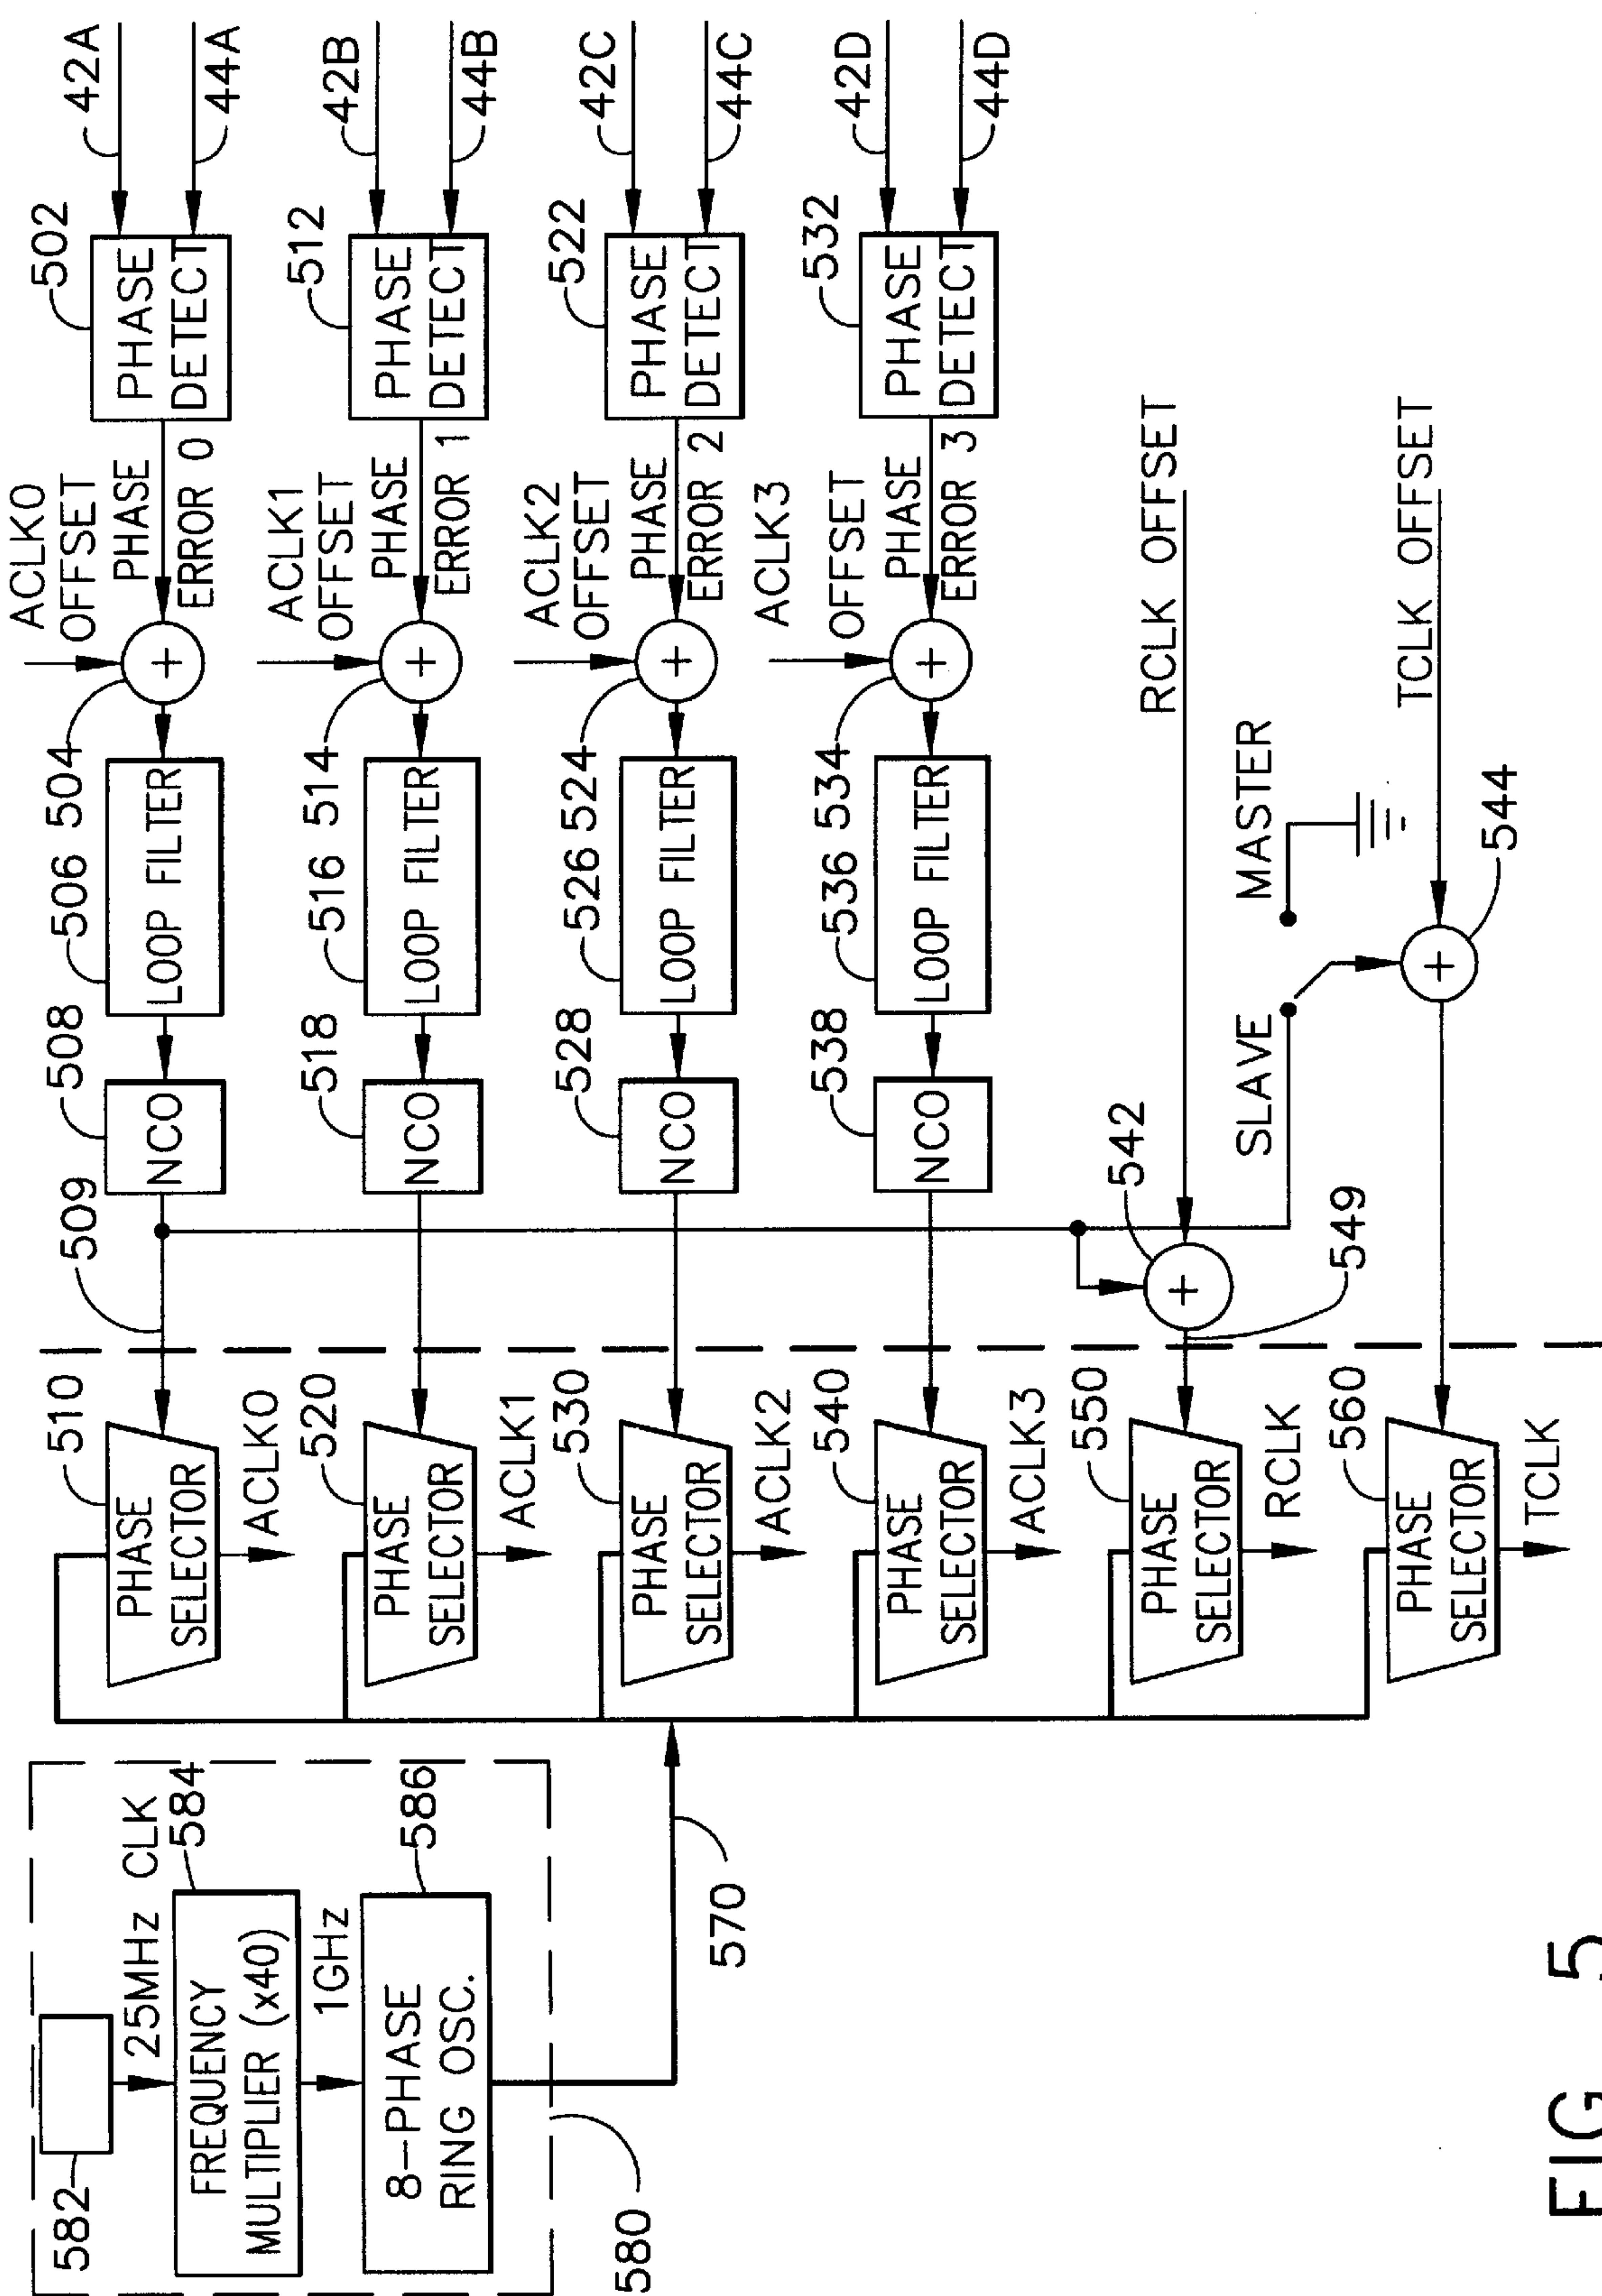 582
25MHz CLK
584
FREQUENCY
MULTIPLIER (x40)
1GHz
586
8-PHASE
RING OSC.
580
570
510
PHASE
SELECTOR
ACLK0
509
508
NCO
506
LOOP FILTER
504
+
ACLK0
OFFSET
PHASE
ERROR 0
502
PHASE
DETECT
42A
44A
520
PHASE
SELECTOR
ACLK1
518
NCO
516
LOOP FILTER
514
+
ACLK1
OFFSET
PHASE
ERROR 1
512
PHASE
DETECT
42B
44B
530
PHASE
SELECTOR
ACLK2
528
NCO
526
LOOP FILTER
524
+
ACLK2
OFFSET
PHASE
ERROR 2
522
PHASE
DETECT
42C
44C
540
PHASE
SELECTOR
ACLK3
538
NCO
536
LOOP FILTER
534
+
ACLK3
OFFSET
PHASE
ERROR 3
532
PHASE
DETECT
42D
44D
550
PHASE
SELECTOR
RCLK
542
+
549
RCLK OFFSET
SLAVE
MASTER
560
PHASE
SELECTOR
TCLK
+
544
TCLK OFFSET
FIG. 5